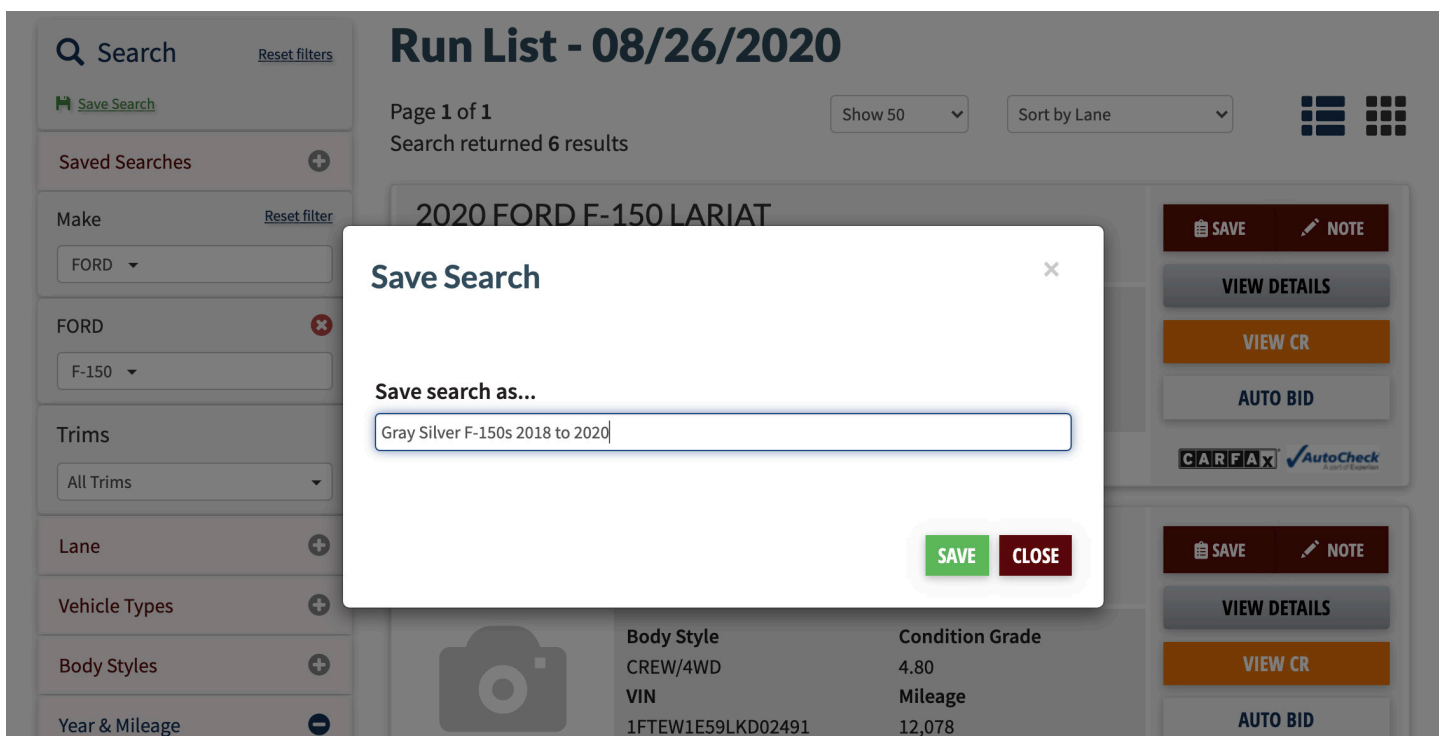 Search
Reset filters
Save Search
Saved Searches
Make
Reset filter
FORD
FORD
F-150
Trims
All Trims
Lane
Vehicle Types
Body Styles
Year & Mileage
Run List - 08/26/2020
Page 1 of 1
Search returned 6 results
Show 50
Sort by Lane
2020 FORD F-150 LARIAT
SAVE
NOTE
VIEW DETAILS
VIEW CR
AUTO BID
CARFAX
AutoCheck
A part of Experian
Save Search
×
Save search as...
Gray Silver F-150s 2018 to 2020
SAVE
CLOSE
Body Style
Condition Grade
CREW/4WD
4.80
VIN
Mileage
1FTEW1E59LKD02491
12,078
SAVE
NOTE
VIEW DETAILS
VIEW CR
AUTO BID